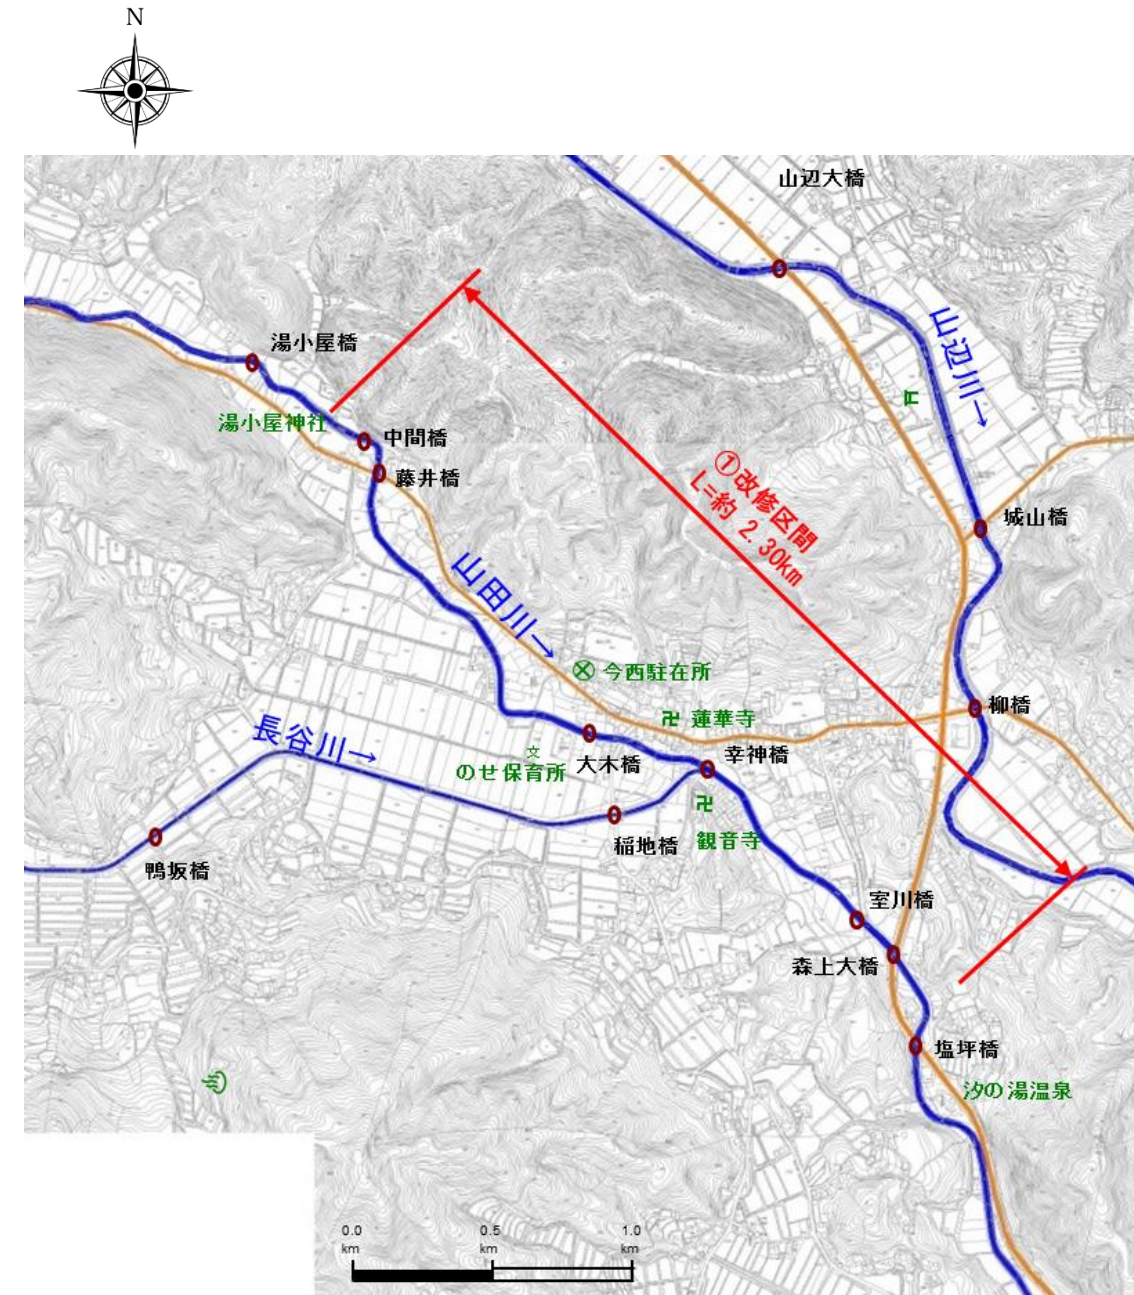 N
山辺大橋
山辺川→
湯小屋橋
湯小屋神社
中間橋
藤井橋
①改修区間
L=約 2.30km
城山橋
山田川→
今西駐在所
蓮華寺
柳橋
長谷川→
文
のせ保育所
大木橋
幸神橋
稲地橋
観音寺
鴨坂橋
室川橋
森上大橋
塩坪橋
汐の湯温泉
0.0
km
0.5
km
1.0
km